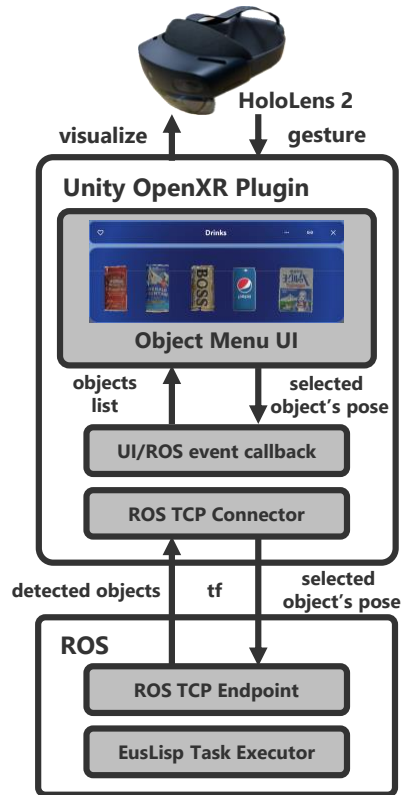 HoloLens 2
visualize
gesture
Unity OpenXR Plugin
Drinks
BOSS
pepsi
Object Menu UI
objects
list
selected
object's pose
UI/ROS event callback
ROS TCP Connector
detected objects
tf
selected
object's pose
ROS
ROS TCP Endpoint
EusLisp Task Executor